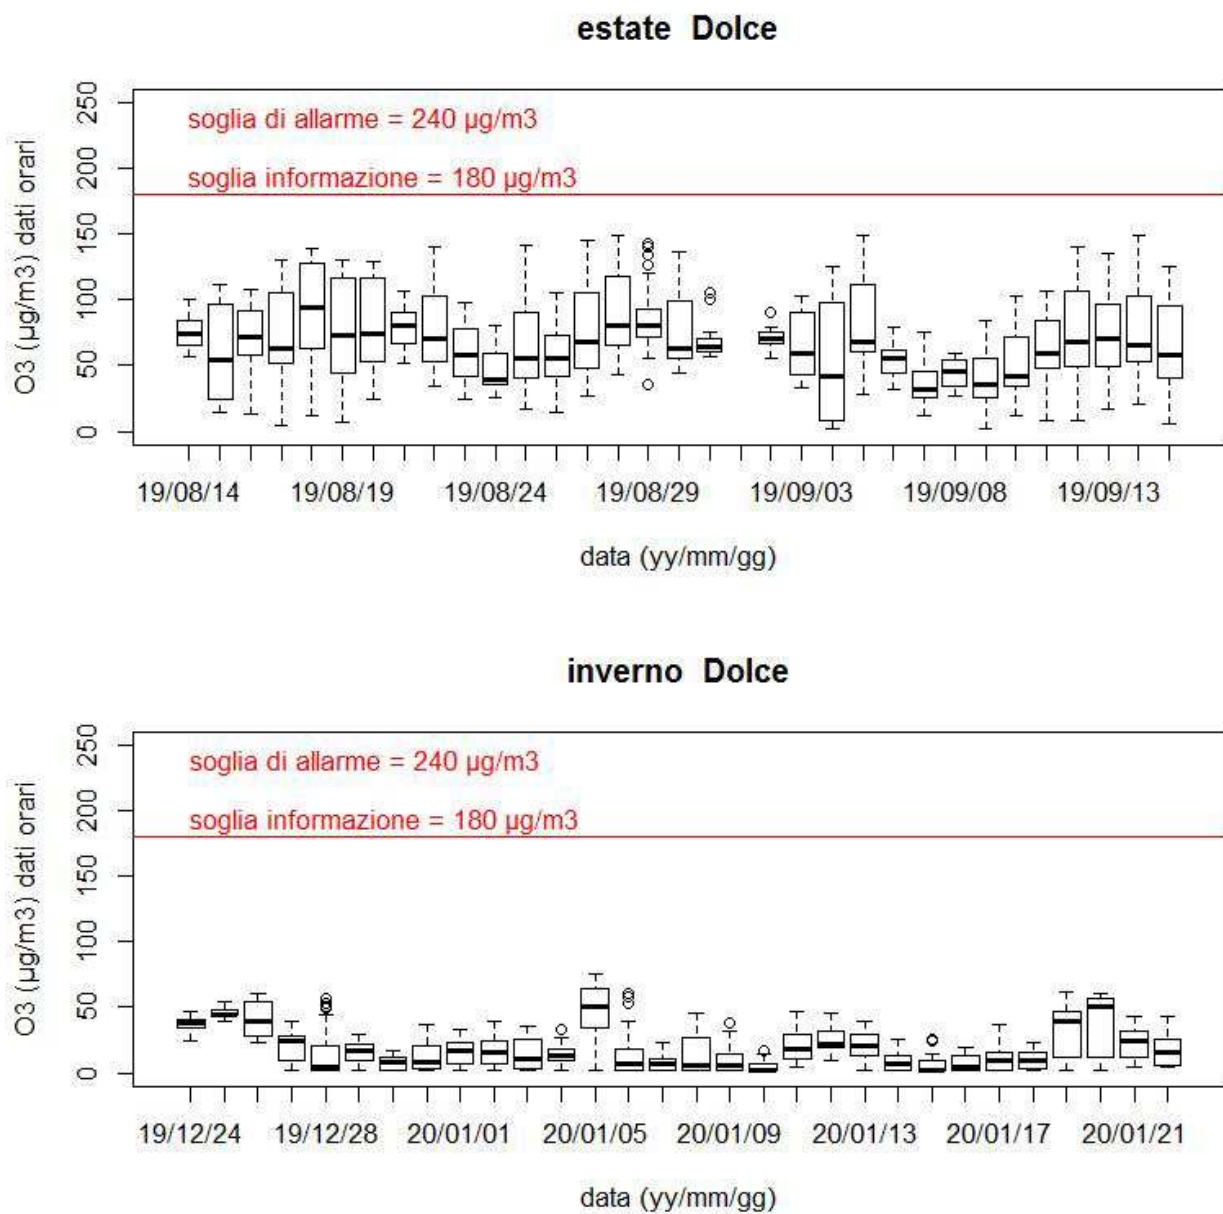 estate Dolce
250
200
150
100
50
0
O3 (µg/m3) dati orari
soglia di allarme = 240 µg/m3
soglia informazione = 180 µg/m3
19/08/14 19/08/19 19/08/24 19/08/29 19/09/03 19/09/08 19/09/13
data (yy/mm/gg)
inverno Dolce
250
200
150
100
50
0
O3 (µg/m3) dati orari
soglia di allarme = 240 µg/m3
soglia informazione = 180 µg/m3
19/12/24 19/12/28 20/01/01 20/01/05 20/01/09 20/01/13 20/01/17 20/01/21
data (yy/mm/gg)